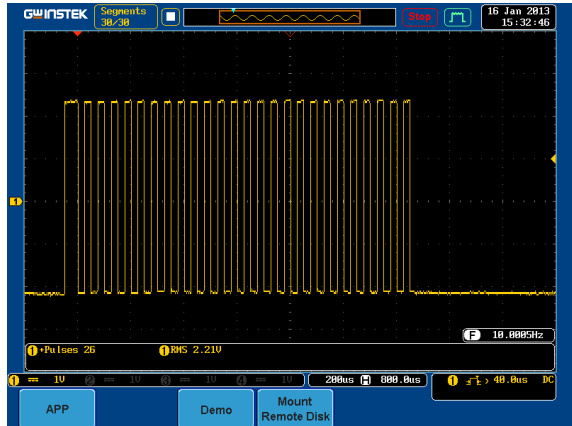 GWINSTEK Segments 30/30 Stop 16 Jan 2013 15:32:46
1
F 10.0005Hz
1 +Pulses 26 1 RMS 2.21V
1 1V 2 1V 3 1V 4 1V 200us H 800.0us 1 > 40.0us DC
APP Demo Mount Remote Disk